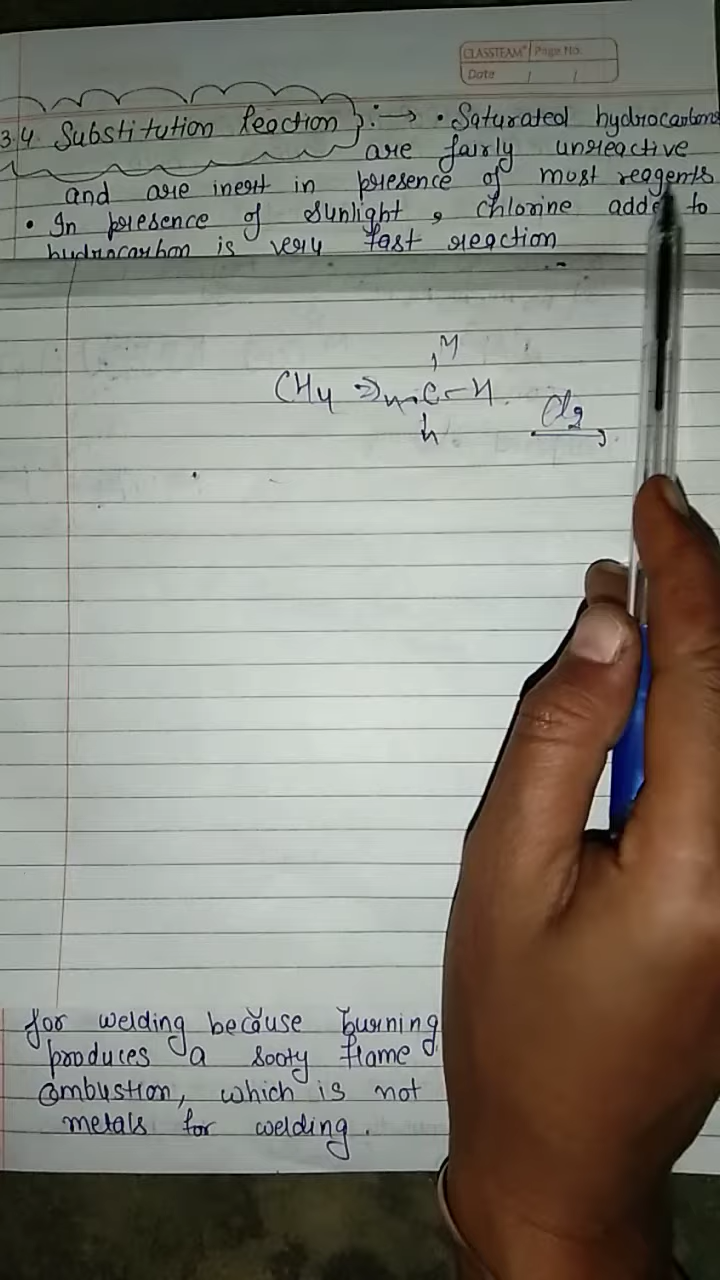 CLASSTEAM® Page No.
Date / /
3.4 Substitution Reaction :→ • Saturated hydrocarbons
are fairly unreactive
and are inert in presence of most reagents
• In presence of sunlight, chlorine added to
hydrocarbon is very fast reaction
H
CH4 ⇒ H-C-H. Cl2
H
for welding because burning
produces a sooty flame
combustion, which is not
metals for welding.